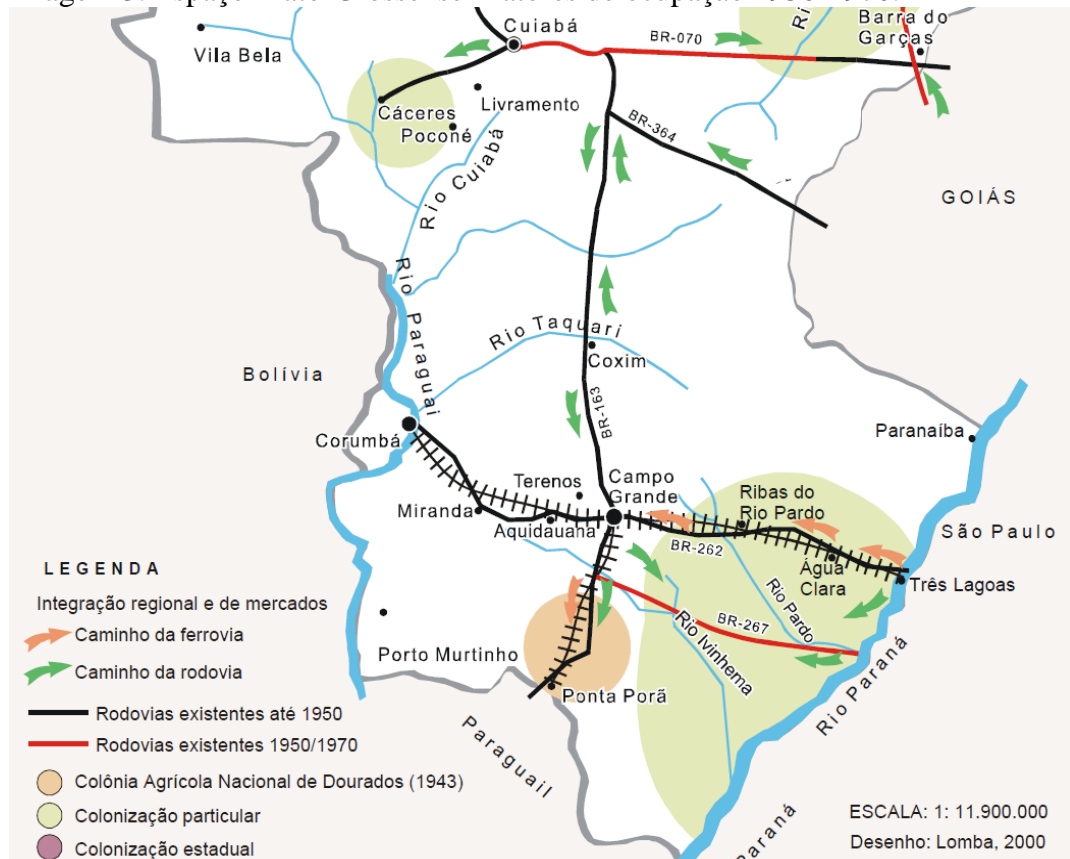 Cuiabá
BR-070
Barra do
Garças
Vila Bela
Livramento
Cáceres
Poconé
BR-364
Rio Cuiabá
GOIÁS
Rio Paraguai
Rio Taquari
Coxim
Bolívia
BR-163
Corumbá
Paranaíba
Terenos
Campo
Grande
Ribas do
Rio Pardo
Miranda
Aquidauana
São Paulo
BR-262
Água
Clara
Três Lagoas
LEGENDA
Integração regional e de mercados
Caminho da ferrovia
Caminho da rodovia
Rio Pardo
BR-267
Rio Ivinhema
Porto Murtinho
Ponta Porã
Rio Paraná
Paraguail
Rodovias existentes até 1950
Rodovias existentes 1950/1970
Colônia Agrícola Nacional de Dourados (1943)
Colonização particular
Colonização estadual
Paraná
ESCALA: 1: 11.900.000
Desenho: Lomba, 2000